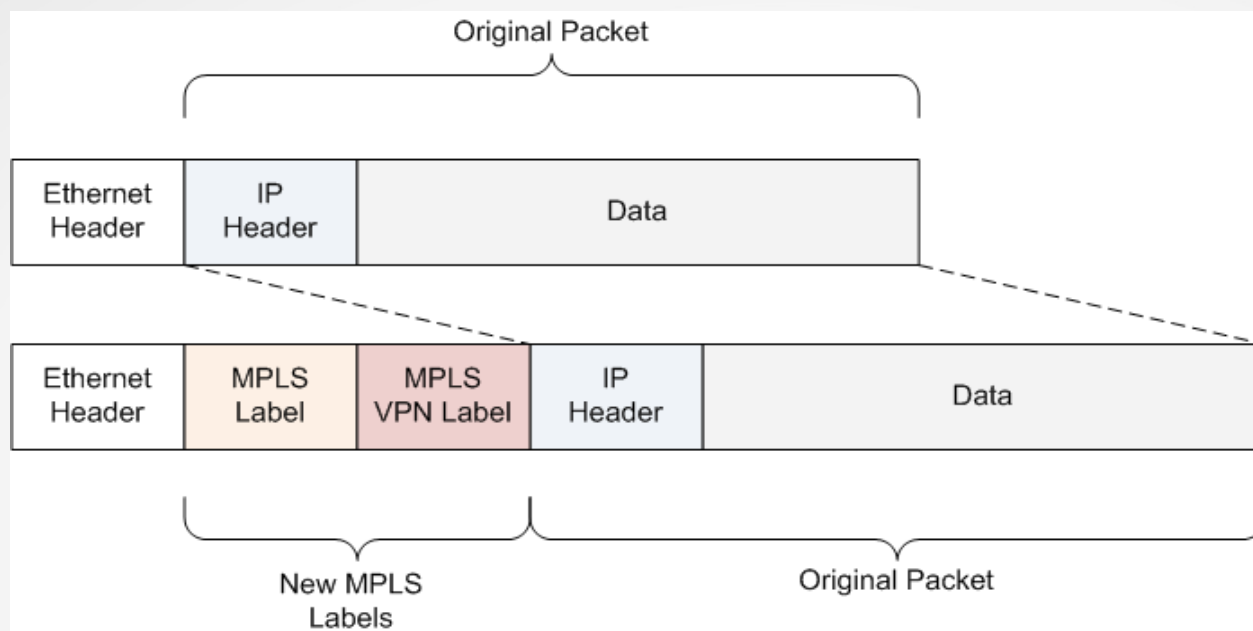 Original Packet
Ethernet
Header
IP
Header
Data
Ethernet
Header
MPLS
Label
MPLS
VPN Label
IP
Header
Data
New MPLS
Labels
Original Packet